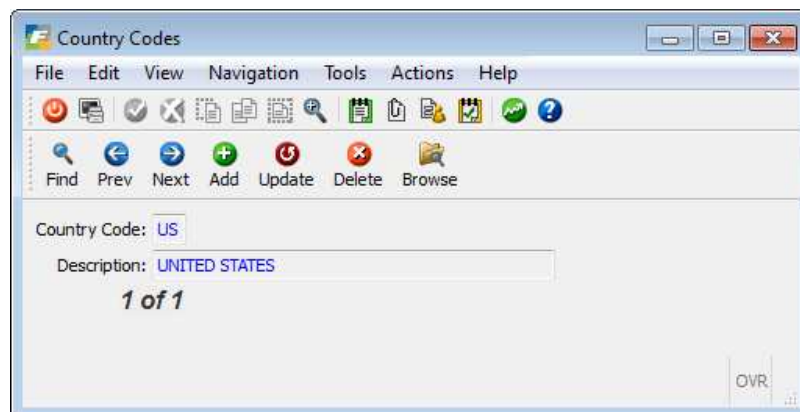 Country Codes
File Edit View Navigation Tools Actions Help
Find Prev Next Add Update Delete Browse
Country Code: US
Description: UNITED STATES
1 of 1
OVR